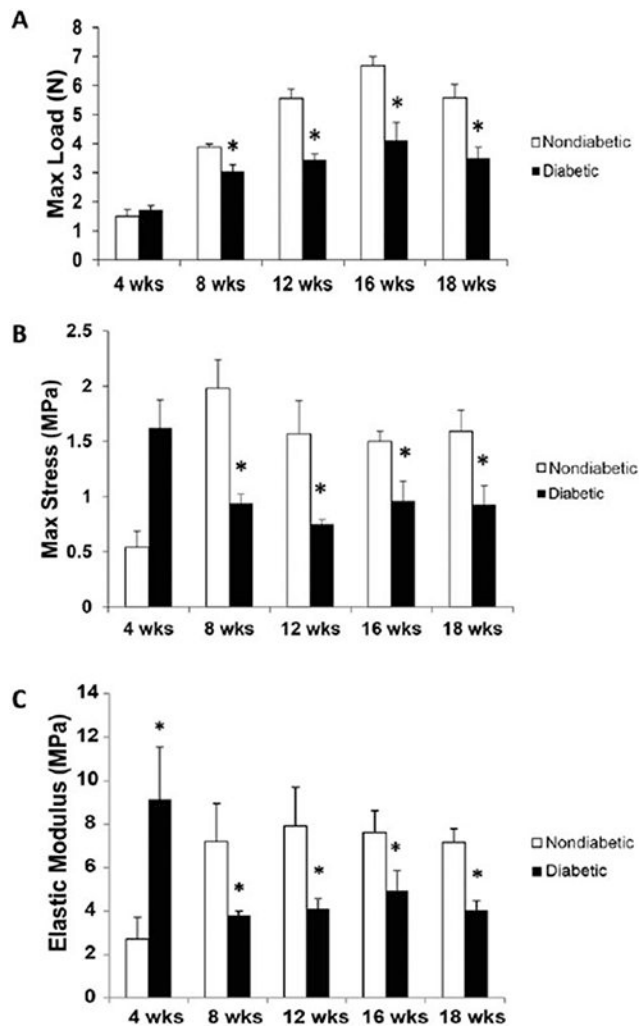 A
Max Load (N)
8
7
6
5
4
3
2
1
0
* * * *
4 wks 8 wks 12 wks 16 wks 18 wks
Nondiabetic
Diabetic
B
Max Stress (MPa)
2.5
2
1.5
1
0.5
0
* * * *
4 wks 8 wks 12 wks 16 wks 18 wks
Nondiabetic
Diabetic
C
Elastic Modulus (MPa)
14
12
10
8
6
4
2
0
* * * * *
4 wks 8 wks 12 wks 16 wks 18 wks
Nondiabetic
Diabetic